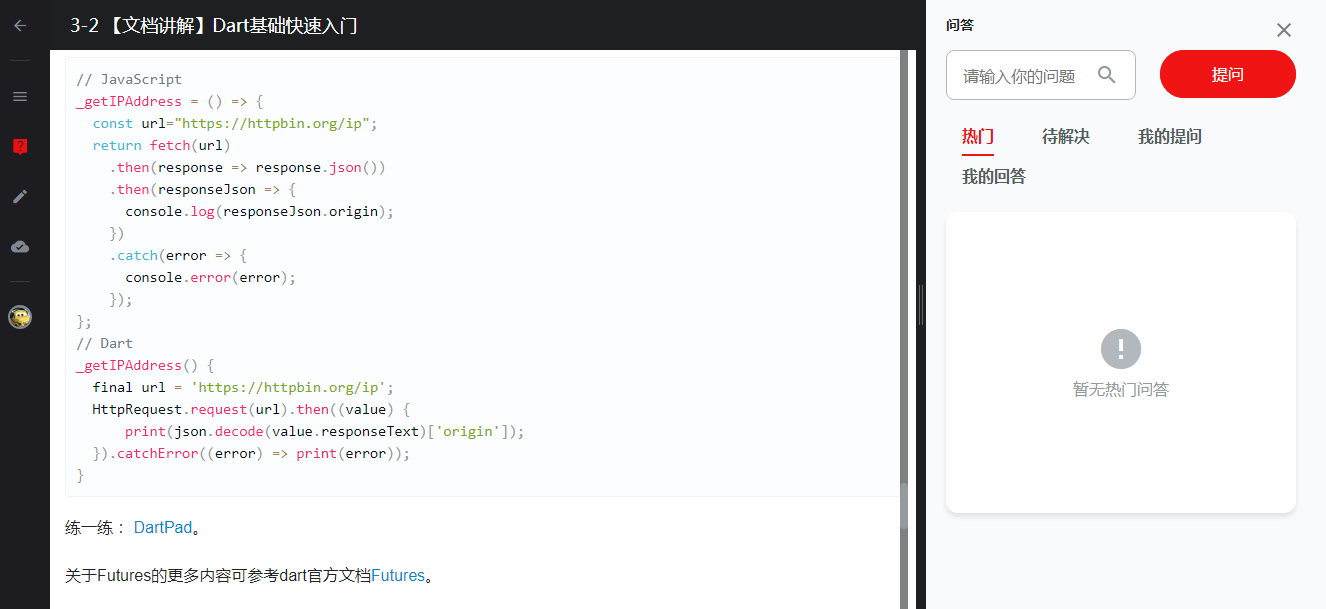 3-2 【文档讲解】Dart基础快速入门
// JavaScript
_getIPAddress = () => {
  const url="https://httpbin.org/ip";
  return fetch(url)
    .then(response => response.json())
    .then(responseJson => {
      console.log(responseJson.origin);
    })
    .catch(error => {
      console.error(error);
    });
};
// Dart
_getIPAddress() {
  final url = 'https://httpbin.org/ip';
  HttpRequest.request(url).then((value) {
      print(json.decode(value.responseText)['origin']);
  }).catchError((error) => print(error));
}
练一练： DartPad。
关于Futures的更多内容可参考dart官方文档Futures。
问答
请输入你的问题
提问
热门 待解决 我的提问
我的回答
暂无热门问答